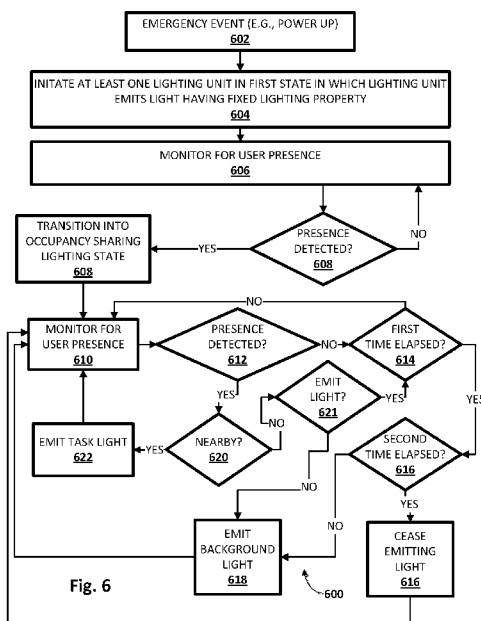 EMERGENCY EVENT (E.G., POWER UP)
602
INITATE AT LEAST ONE LIGHTING UNIT IN FIRST STATE IN WHICH LIGHTING UNIT
EMITS LIGHT HAVING FIXED LIGHTING PROPERTY
604
MONITOR FOR USER PRESENCE
606
TRANSITION INTO
OCCUPANCY SHARING
LIGHTING STATE
608
YES
PRESENCE
DETECTED?
608
NO
NO
MONITOR FOR
USER PRESENCE
610
PRESENCE
DETECTED?
612
NO
FIRST
TIME ELAPSED?
614
YES
YES
EMIT
LIGHT?
621
YES
EMIT TASK LIGHT
622
YES
NEARBY?
620
NO
SECOND
TIME ELAPSED?
616
NO
NO
YES
EMIT
BACKGROUND
LIGHT
618
CEASE
EMITTING
LIGHT
616
600
Fig. 6